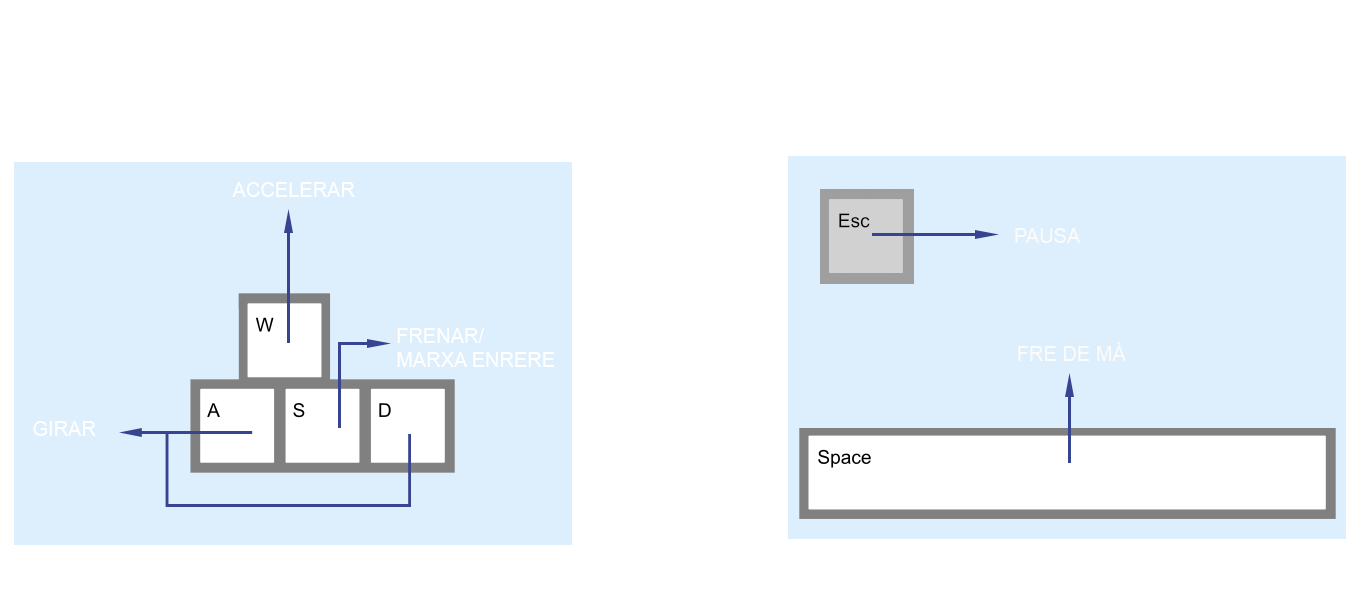 ACCELERAR
W
FRENAR/
MARXA ENRERE
A
S
D
GIRAR
Esc
PAUSA
FRE DE MÀ
Space